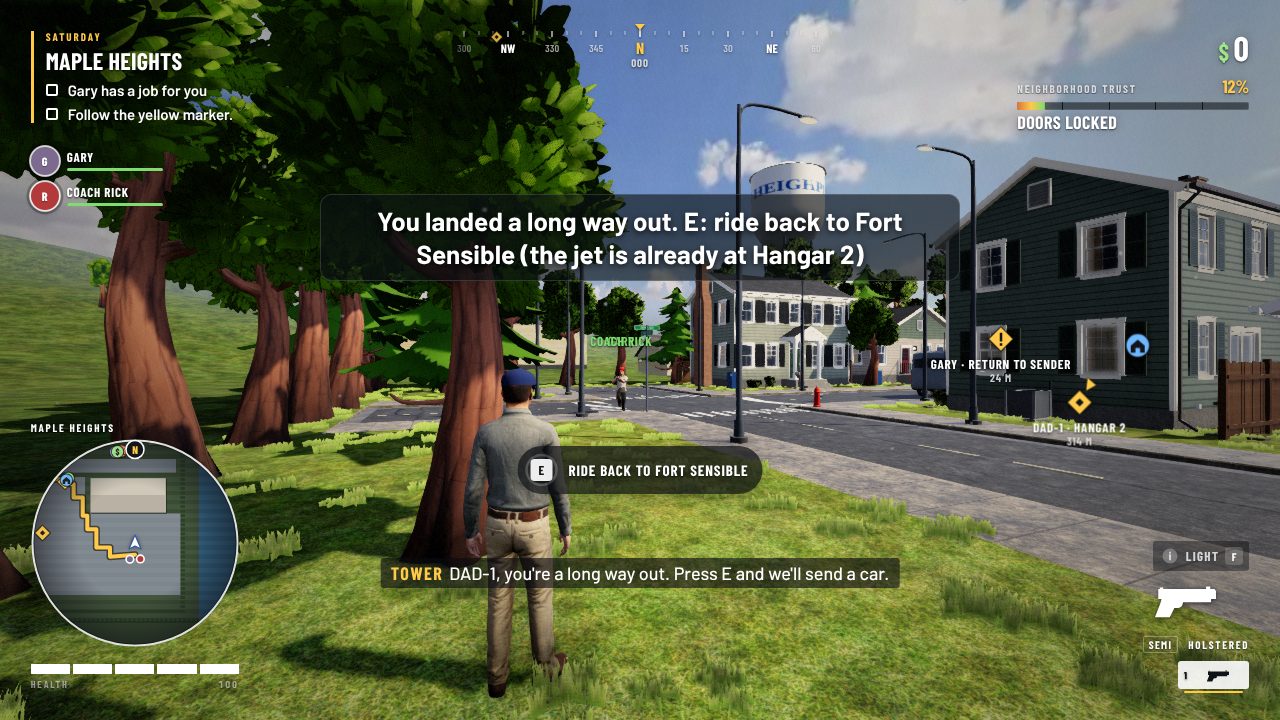 SATURDAY
MAPLE HEIGHTS
Gary has a job for you
Follow the yellow marker.
G GARY
R COACH RICK
300 NW 330 345 N 15 30 NE 60
000
$0
NEIGHBORHOOD TRUST 12%
DOORS LOCKED
HEIGH
You landed a long way out. E: ride back to Fort
Sensible (the jet is already at Hangar 2)
COACH RICK
GARY · RETURN TO SENDER
24 M
DAD-1 · HANGAR 2
314 M
E RIDE BACK TO FORT SENSIBLE
MAPLE HEIGHTS
N
$
TOWER DAD-1, you're a long way out. Press E and we'll send a car.
i LIGHT F
SEMI HOLSTERED
1
HEALTH 100